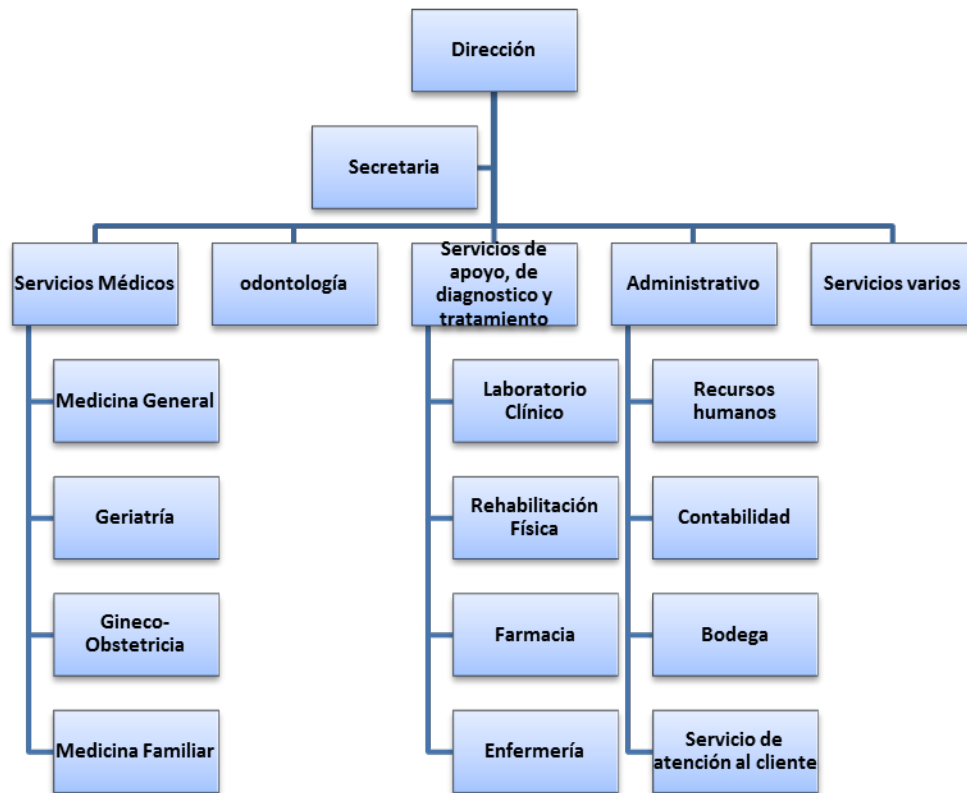 Dirección
Secretaria
Servicios Médicos
odontología
Servicios de
apoyo, de
diagnostico y
tratamiento
Administrativo
Servicios varios
Medicina General
Geriatría
Gineco-
Obstetricia
Medicina Familiar
Laboratorio
Clínico
Rehabilitación
Física
Farmacia
Enfermería
Recursos
humanos
Contabilidad
Bodega
Servicio de
atención al cliente